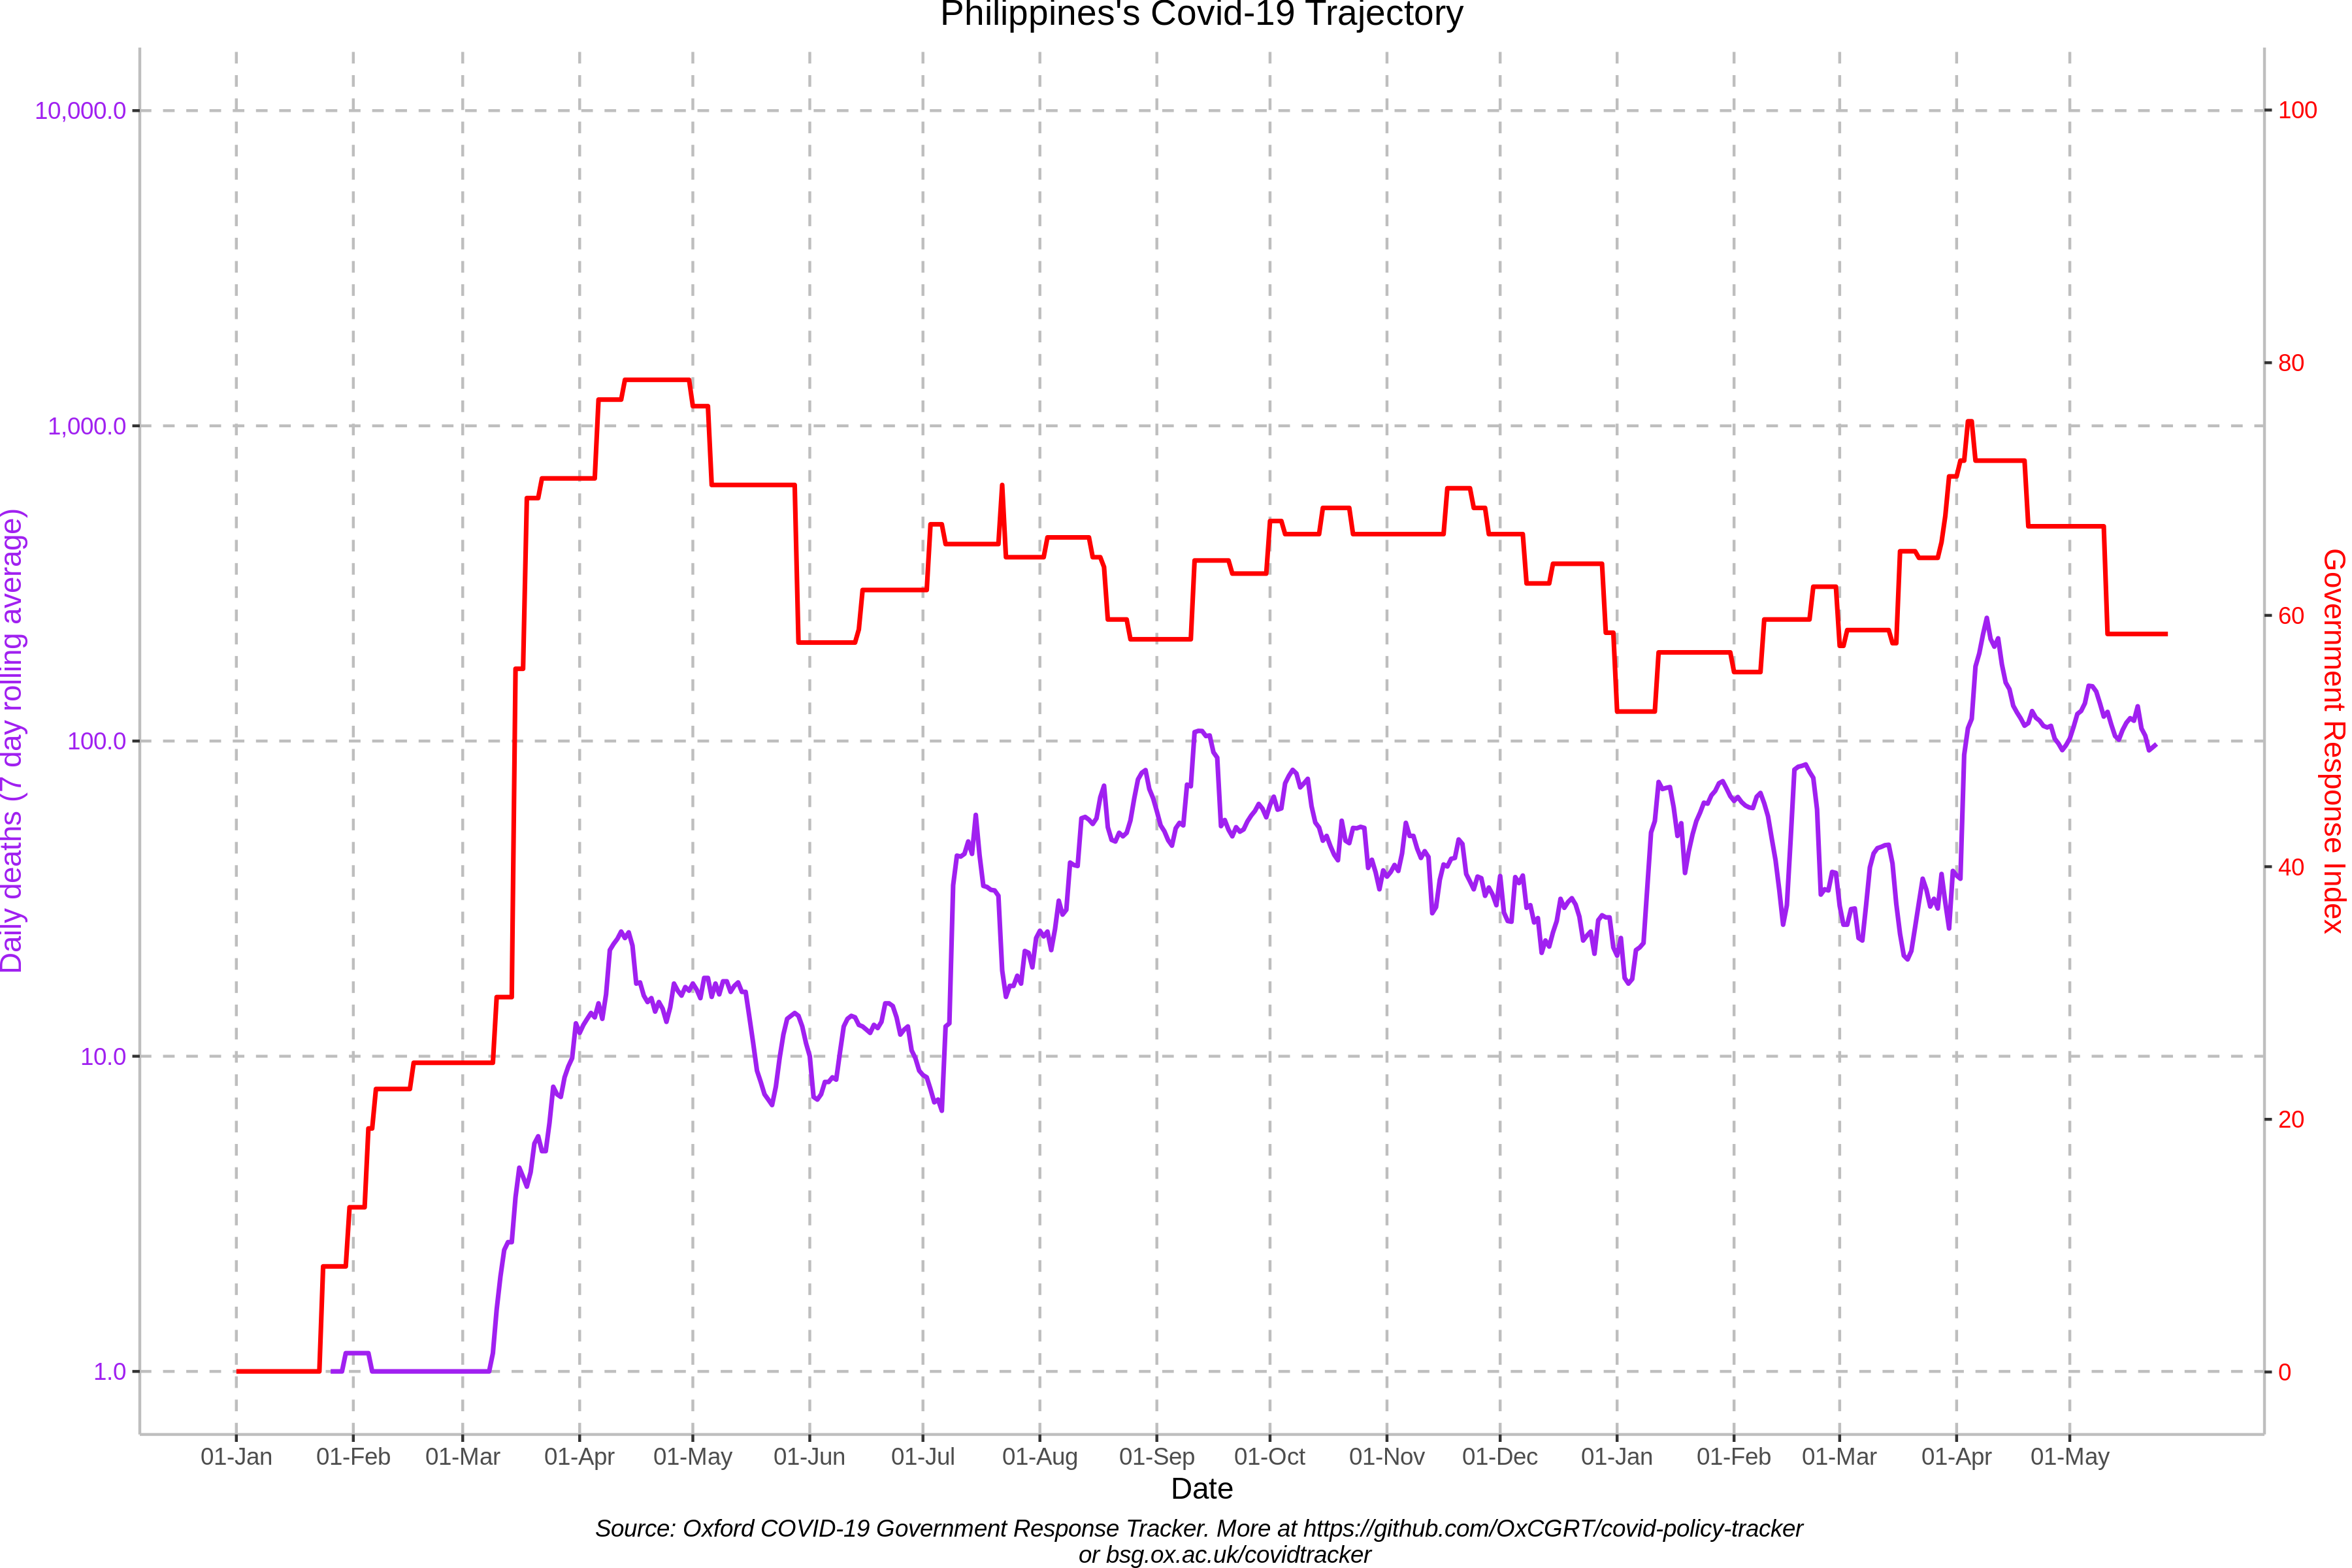 Philippines's Covid-19 Trajectory
10,000.0
1,000.0
100.0
10.0
1.0
Daily deaths (7 day rolling average)
100
80
60
40
20
0
Government Response Index
01-Jan 01-Feb 01-Mar 01-Apr 01-May 01-Jun 01-Jul 01-Aug 01-Sep 01-Oct 01-Nov 01-Dec 01-Jan 01-Feb 01-Mar 01-Apr 01-May
Date
Source: Oxford COVID-19 Government Response Tracker. More at https://github.com/OxCGRT/covid-policy-tracker
or bsg.ox.ac.uk/covidtracker